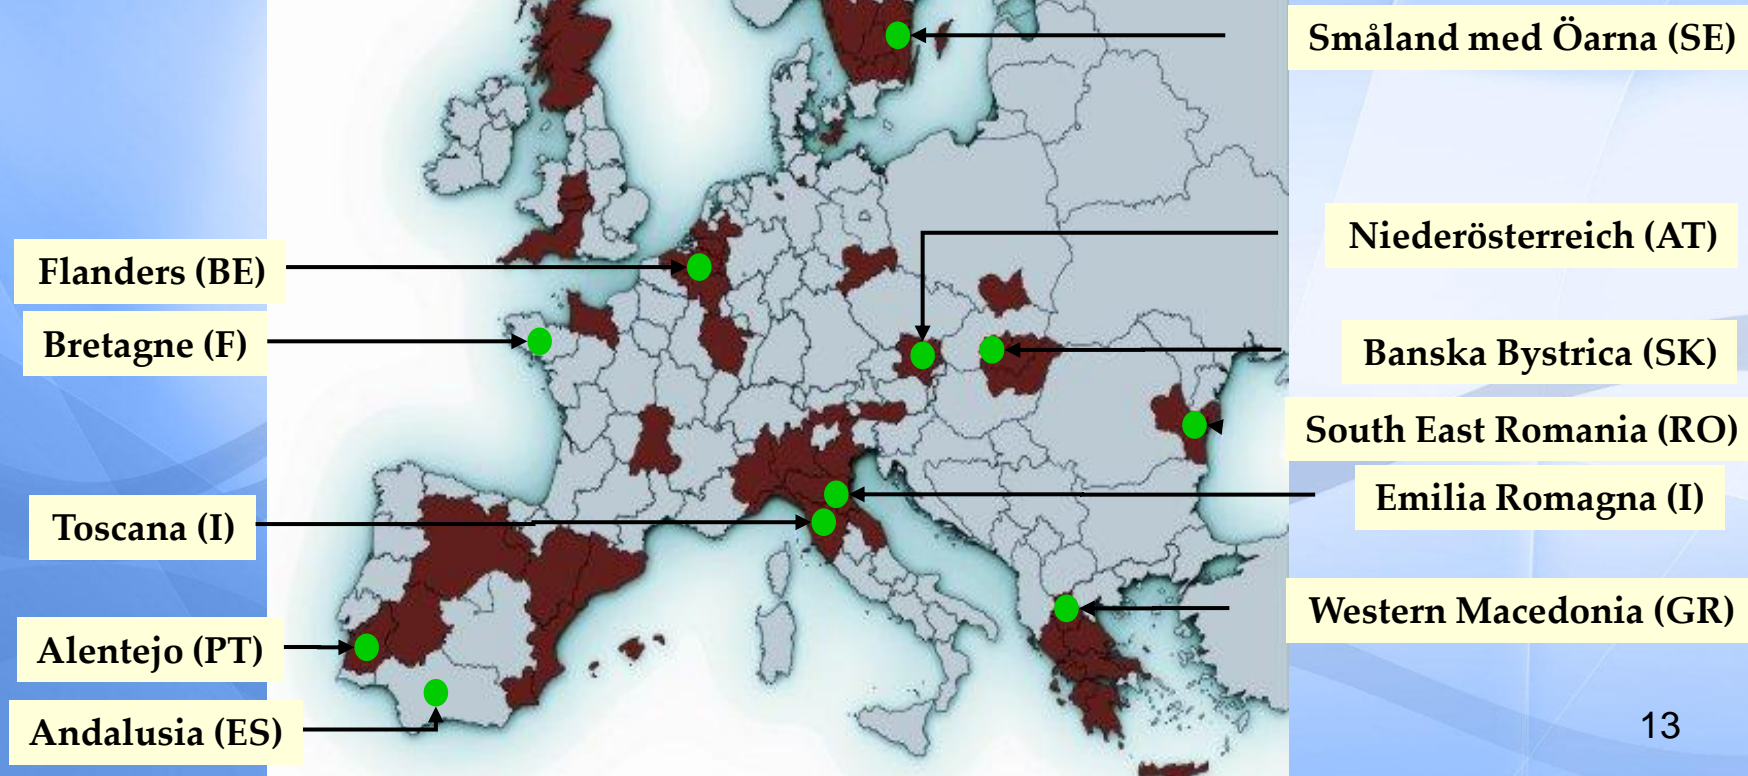 Småland med Öarna (SE)
Niederösterreich (AT)
Flanders (BE)
Bretagne (F)
Banska Bystrica (SK)
South East Romania (RO)
Emilia Romagna (I)
Toscana (I)
Western Macedonia (GR)
Alentejo (PT)
Andalusia (ES)
13